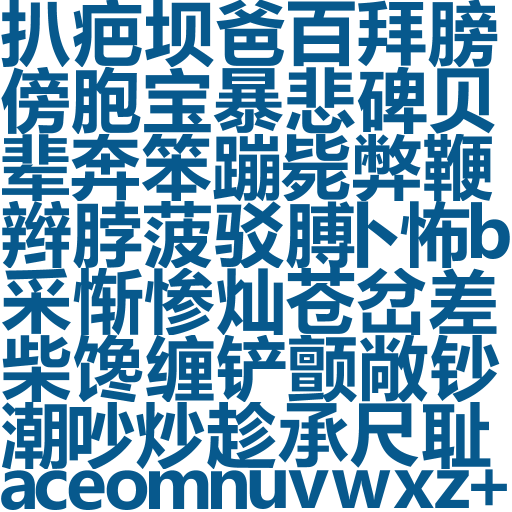 扒疤坝爸百拜膀
傍胞宝暴悲碑贝
辈奔笨蹦毙弊鞭
辫脖菠驳膊卜怖b
采惭惨灿苍岔差
柴馋缠铲颤敞钞
潮吵炒趁承尺耻
aceomnuvwxz+